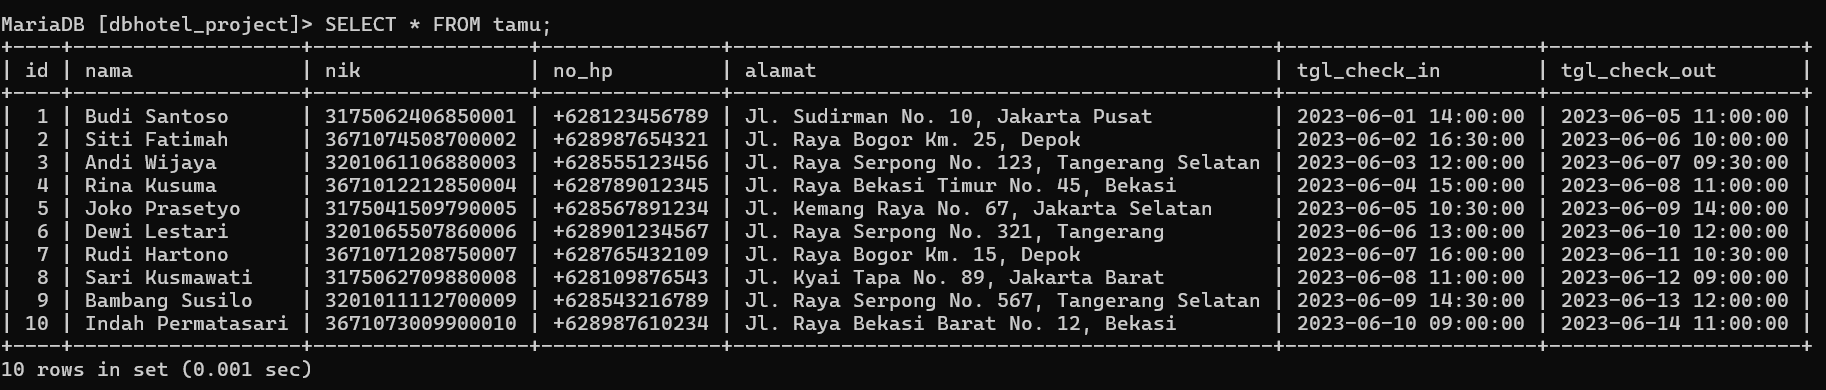 MariaDB [dbhotel_project]> SELECT * FROM tamu;
+----+-------------------+------------------+---------------+---------------------------------------------+---------------------+---------------------+
| id | nama              | nik              | no_hp         | alamat                                      | tgl_check_in        | tgl_check_out       |
+----+-------------------+------------------+---------------+---------------------------------------------+---------------------+---------------------+
|  1 | Budi Santoso      | 3175062406850001 | +628123456789 | Jl. Sudirman No. 10, Jakarta Pusat          | 2023-06-01 14:00:00 | 2023-06-05 11:00:00 |
|  2 | Siti Fatimah      | 3671074508700002 | +628987654321 | Jl. Raya Bogor Km. 25, Depok                | 2023-06-02 16:30:00 | 2023-06-06 10:00:00 |
|  3 | Andi Wijaya       | 3201061106880003 | +628555123456 | Jl. Raya Serpong No. 123, Tangerang Selatan | 2023-06-03 12:00:00 | 2023-06-07 09:30:00 |
|  4 | Rina Kusuma       | 3671012212850004 | +628789012345 | Jl. Raya Bekasi Timur No. 45, Bekasi        | 2023-06-04 15:00:00 | 2023-06-08 11:00:00 |
|  5 | Joko Prasetyo     | 3175041509790005 | +628567891234 | Jl. Kemang Raya No. 67, Jakarta Selatan     | 2023-06-05 10:30:00 | 2023-06-09 14:00:00 |
|  6 | Dewi Lestari      | 3201065507860006 | +628901234567 | Jl. Raya Serpong No. 321, Tangerang         | 2023-06-06 13:00:00 | 2023-06-10 12:00:00 |
|  7 | Rudi Hartono      | 3671071208750007 | +628765432109 | Jl. Raya Bogor Km. 15, Depok                | 2023-06-07 16:00:00 | 2023-06-11 10:30:00 |
|  8 | Sari Kusmawati    | 3175062709880008 | +628109876543 | Jl. Kyai Tapa No. 89, Jakarta Barat         | 2023-06-08 11:00:00 | 2023-06-12 09:00:00 |
|  9 | Bambang Susilo    | 3201011112700009 | +628543216789 | Jl. Raya Serpong No. 567, Tangerang Selatan | 2023-06-09 14:30:00 | 2023-06-13 12:00:00 |
| 10 | Indah Permatasari | 3671073009900010 | +628987610234 | Jl. Raya Bekasi Barat No. 12, Bekasi        | 2023-06-10 09:00:00 | 2023-06-14 11:00:00 |
+----+-------------------+------------------+---------------+---------------------------------------------+---------------------+---------------------+
10 rows in set (0.001 sec)